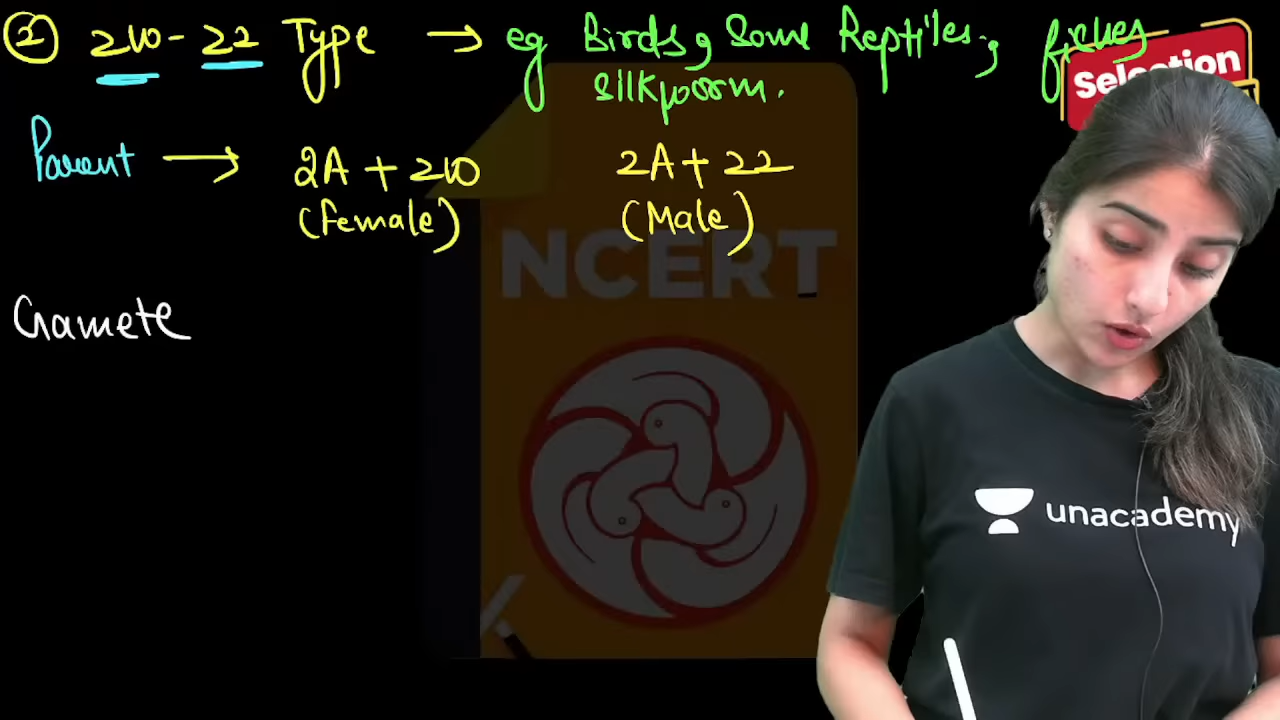 ② ZW - ZZ Type → eg Birds, Some Reptiles, fishes
silkworm.
Selection
Parent → 2A + ZW 2A + ZZ
(Female) (Male)
NCERT
Gamete
unacademy